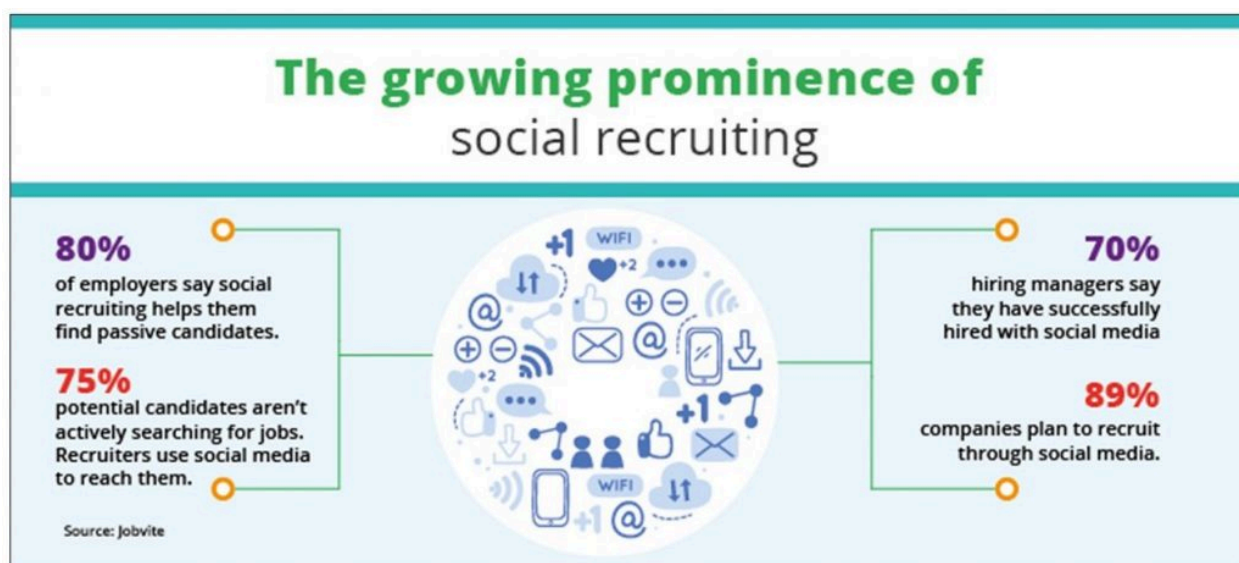 The growing prominence of
social recruiting
80%
of employers say social
recruiting helps them
find passive candidates.
75%
potential candidates aren't
actively searching for jobs.
Recruiters use social media
to reach them.
Source: Jobvite
+1
WIFI
+2
@
@
+2
+1
WIFI
+1
@
70%
hiring managers say
they have successfully
hired with social media
89%
companies plan to recruit
through social media.